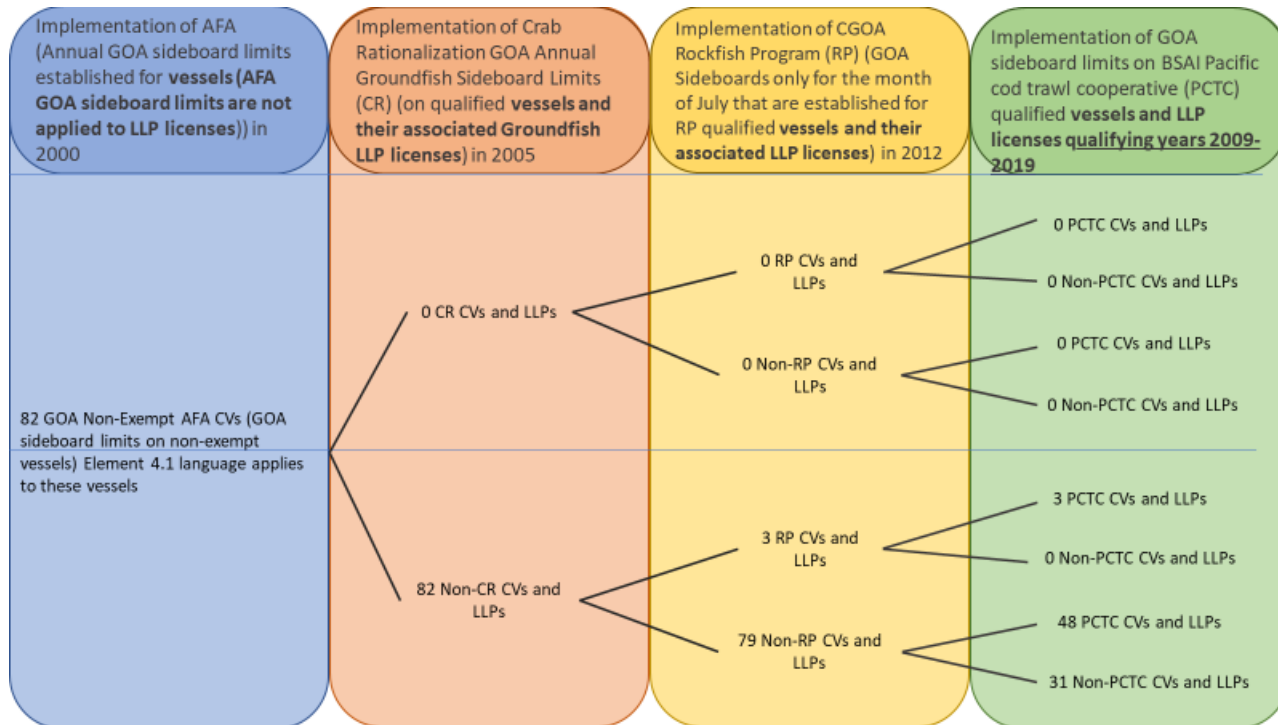 Implementation of AFA
(Annual GOA sideboard limits
established for vessels (AFA
GOA sideboard limits are not
applied to LLP licenses)) in
2000
Implementation of Crab
Rationalization GOA Annual
Groundfish Sideboard Limits
(CR) (on qualified vessels and
their associated Groundfish
LLP licenses) in 2005
Implementation of CGOA
Rockfish Program (RP) (GOA
Sideboards only for the month
of July that are established for
RP qualified vessels and their
associated LLP licenses) in 2012
Implementation of GOA
sideboard limits on BSAI Pacific
cod trawl cooperative (PCTC)
qualified vessels and LLP
licenses qualifying years 2009-
2019
82 GOA Non-Exempt AFA CVs (GOA
sideboard limits on non-exempt
vessels) Element 4.1 language applies
to these vessels
0 CR CVs and LLPs
82 Non-CR CVs and
LLPs
0 RP CVs and
LLPs
0 Non-RP CVs and
LLPs
3 RP CVs and
LLPs
79 Non-RP CVs and
LLPs
0 PCTC CVs and LLPs
0 Non-PCTC CVs and LLPs
0 PCTC CVs and LLPs
0 Non-PCTC CVs and LLPs
3 PCTC CVs and LLPs
0 Non-PCTC CVs and LLPs
48 PCTC CVs and LLPs
31 Non-PCTC CVs and LLPs